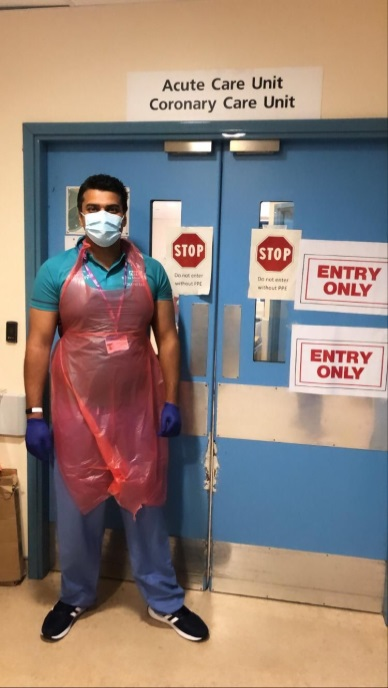 Acute Care Unit
Coronary Care Unit
STOP
Do not enter
without PPE
STOP
Do not enter
without PPE
ENTRY
ONLY
ENTRY
ONLY